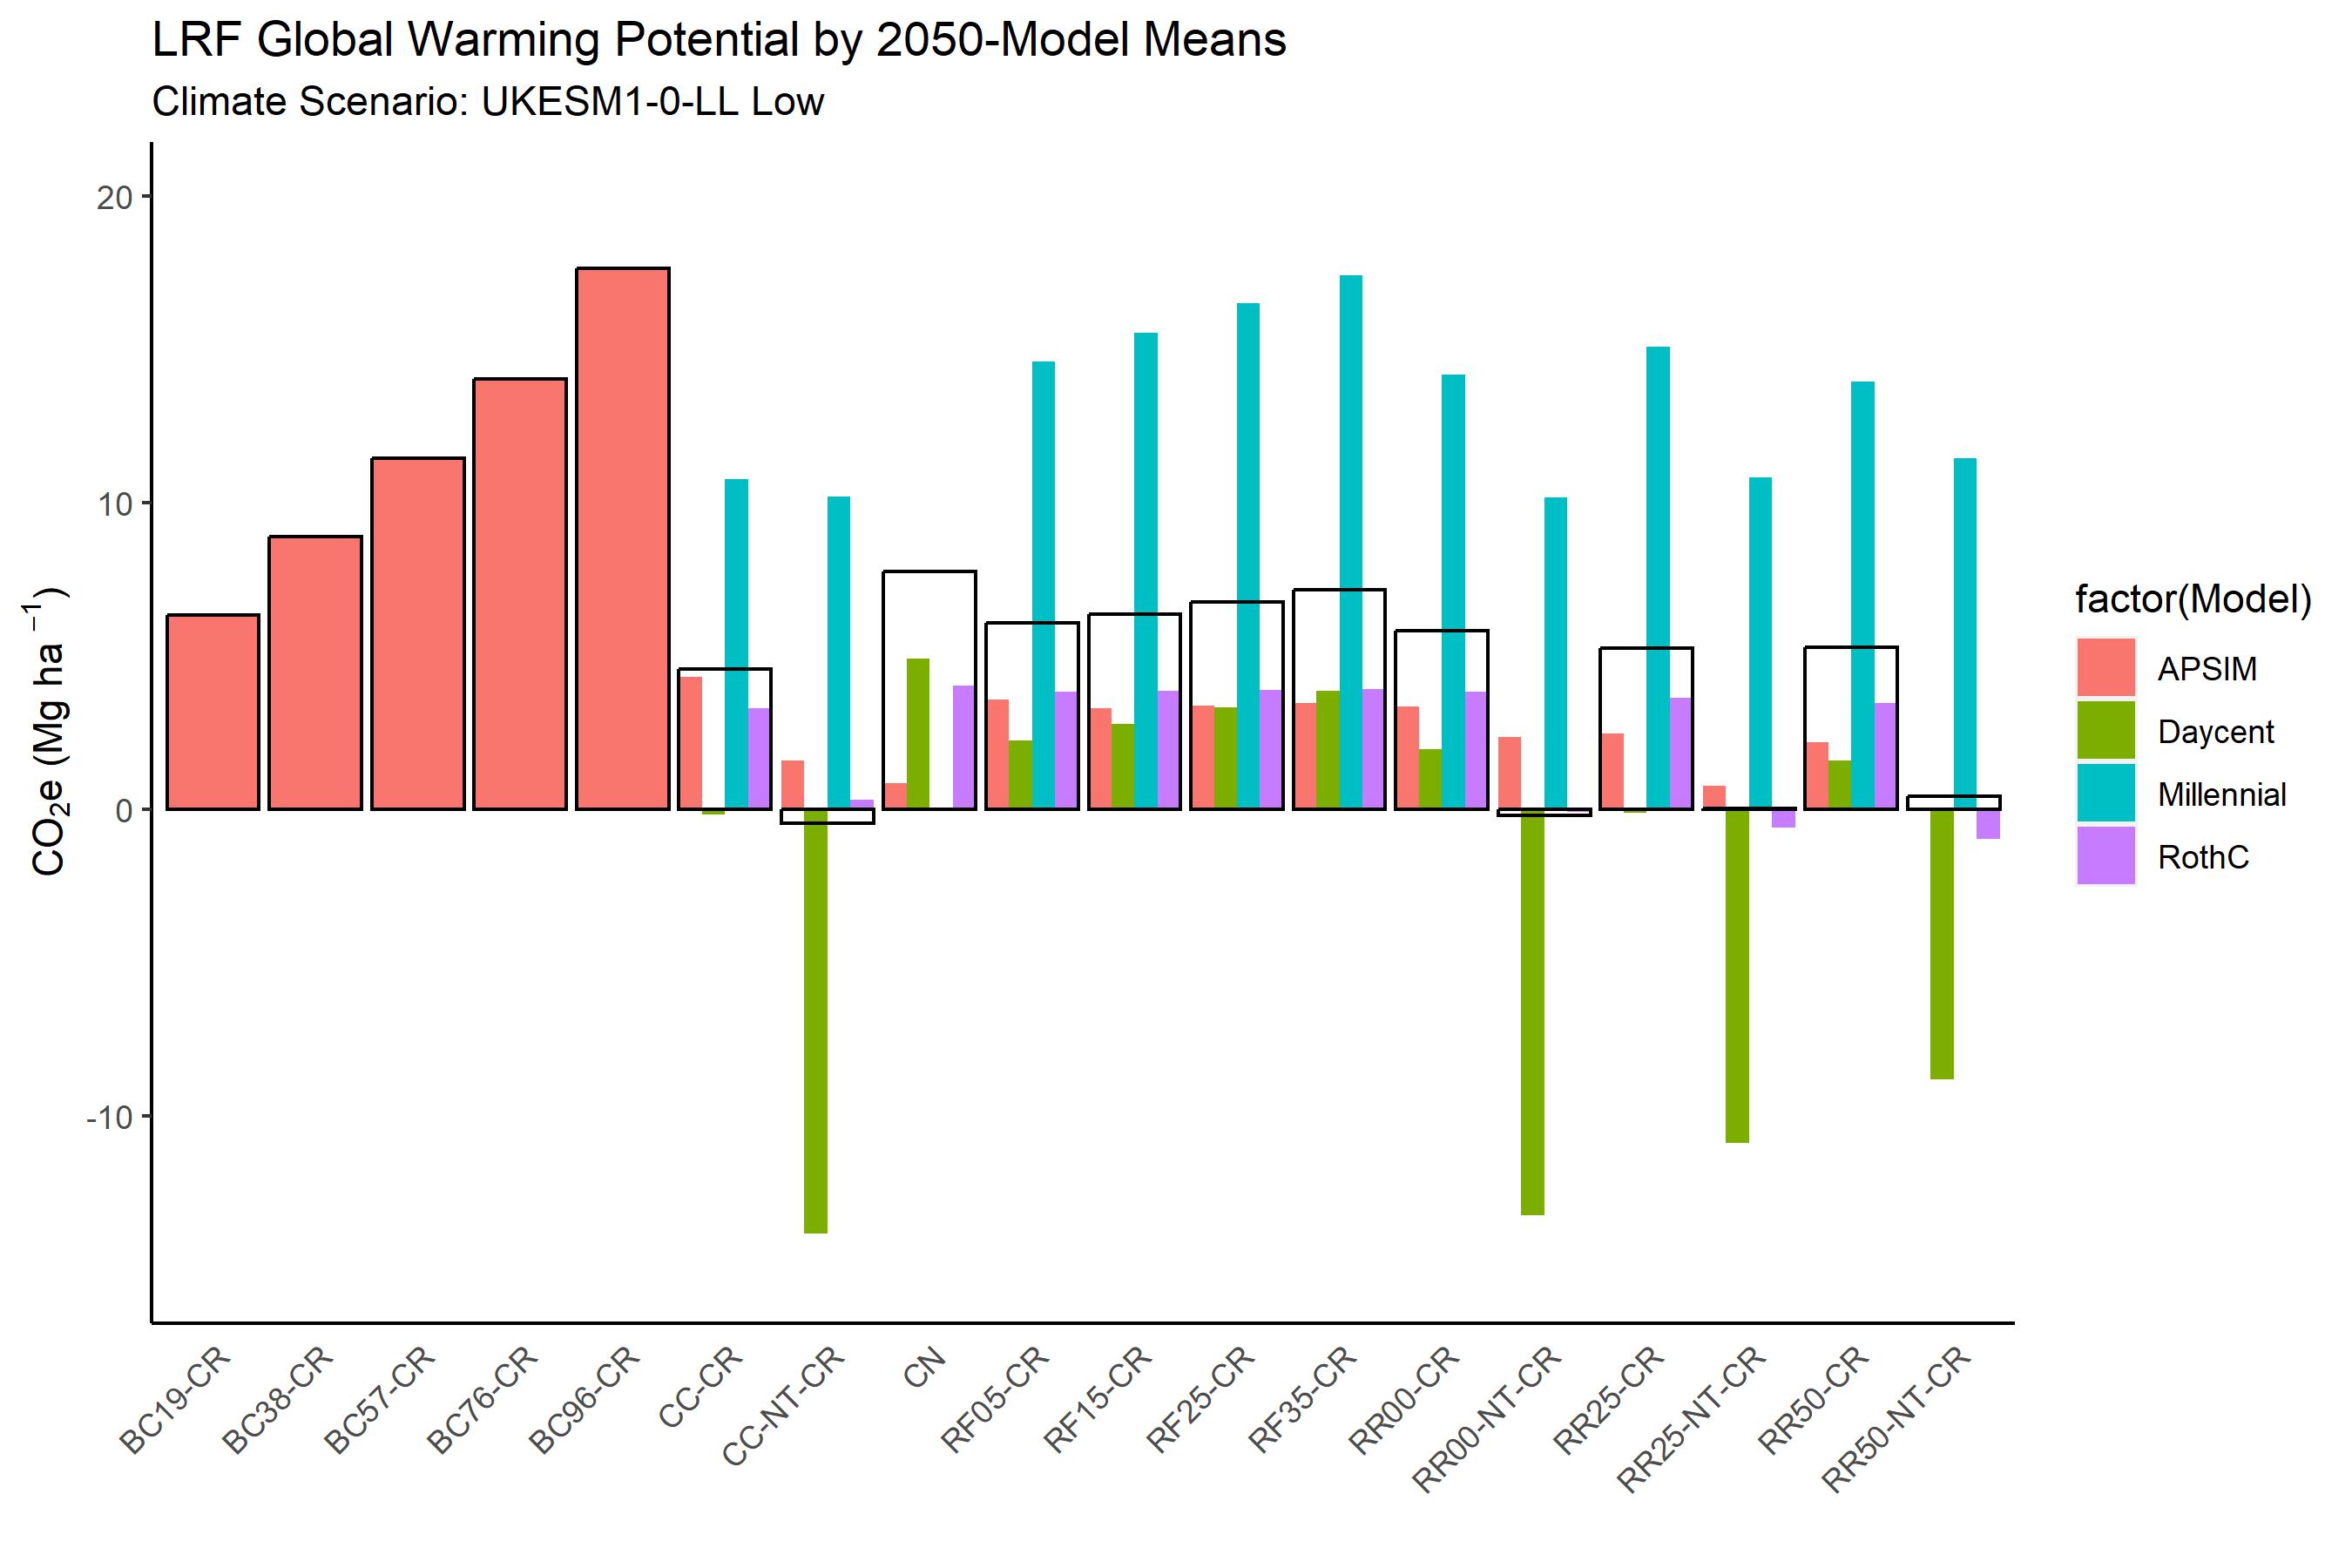 LRF Global Warming Potential by 2050-Model Means
Climate Scenario: UKESM1-0-LL Low
20
10
0
-10
CO₂e (Mg ha ⁻¹)
BC19-CR
BC38-CR
BC57-CR
BC76-CR
BC96-CR
CC-CR
CC-NT-CR
CN
RF05-CR
RF15-CR
RF25-CR
RF35-CR
RR00-CR
RR00-NT-CR
RR25-CR
RR25-NT-CR
RR50-CR
RR50-NT-CR
factor(Model)
APSIM
Daycent
Millennial
RothC